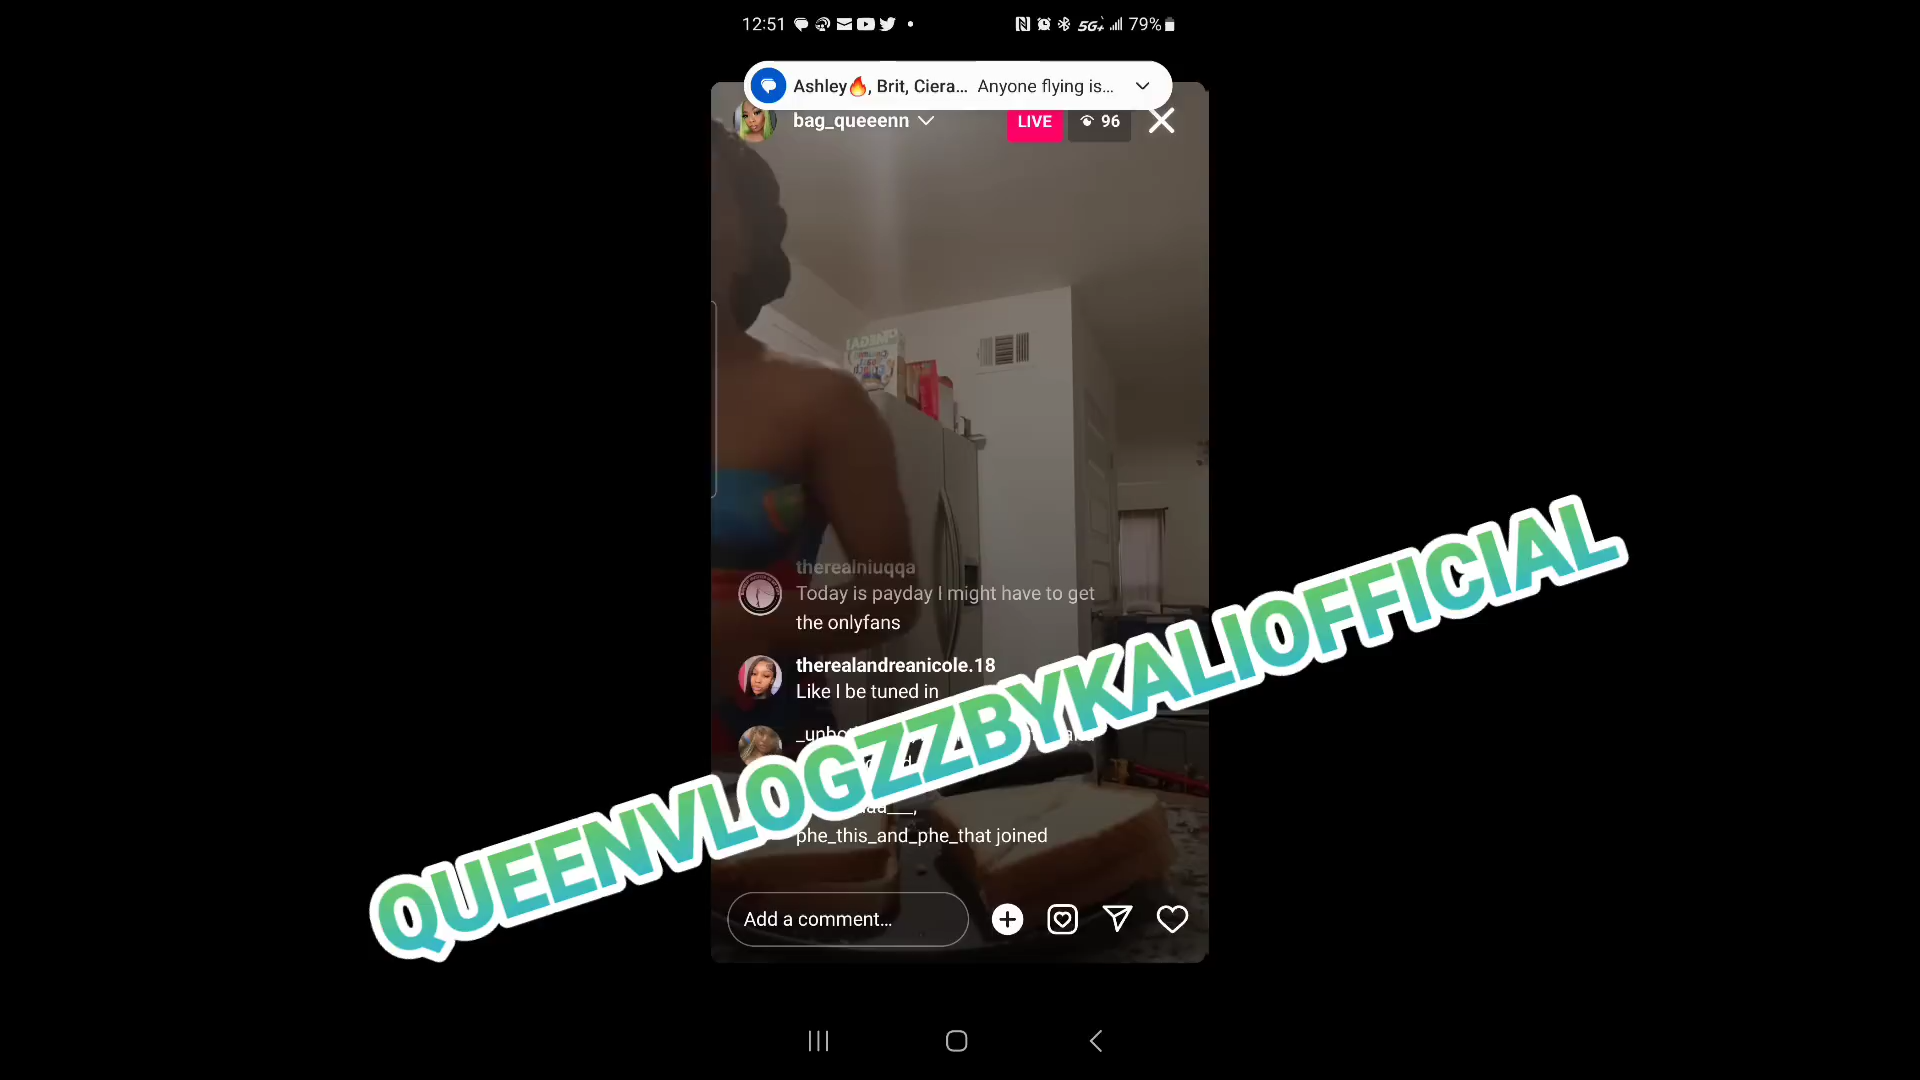 12:51
5G+ 79%
Ashley🔥, Brit, Ciera... Anyone flying is...
bag_queeenn
LIVE
96
therealniuqqa
Today is payday I might have to get
the onlyfans
therealandreanicole.18
Like I be tuned in
phe_this_and_phe_that joined
QUEENVLOGZZBYKALIOFFICIAL
Add a comment...